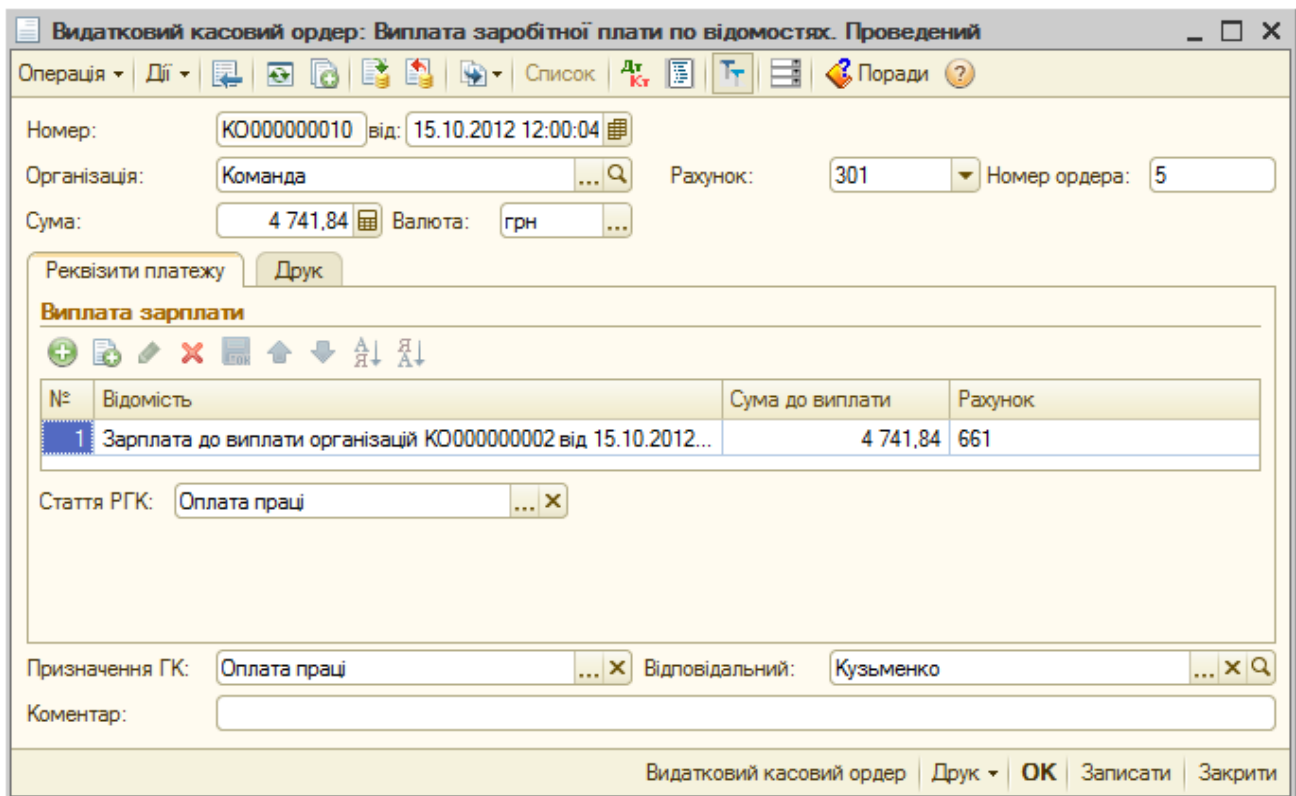 Видатковий касовий ордер: Виплата заробітної плати по відомостях. Проведений
Операція Дії Список Дт Кт Поради
Номер: КО000000010 від: 15.10.2012 12:00:04
Організація: Команда ... Рахунок: 301 Номер ордера: 5
Сума: 4 741,84 Валюта: грн ...
Реквізити платежу Друк
Виплата зарплати
№ Відомість Сума до виплати Рахунок
1 Зарплата до виплати організацій КО000000002 від 15.10.2012... 4 741,84 661
Стаття РГК: Оплата праці ...
Призначення ГК: Оплата праці ... Відповідальний: Кузьменко ...
Коментар:
Видатковий касовий ордер Друк ОК Записати Закрити